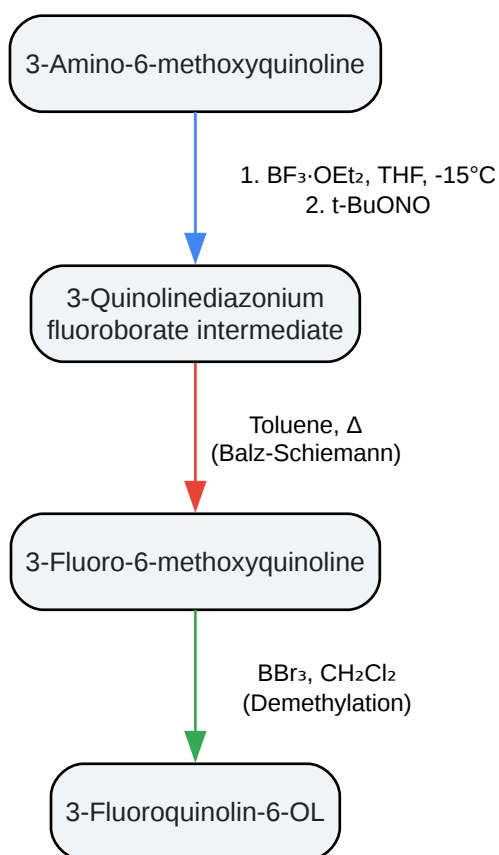 3-Amino-6-methoxyquinoline
1. BF₃·OEt₂, THF, -15°C
2. t-BuONO
3-Quinolinediazonium
fluoroborate intermediate
Toluene, Δ
(Balz-Schiemann)
3-Fluoro-6-methoxyquinoline
BBr₃, CH₂Cl₂
(Demethylation)
3-Fluoroquinolin-6-OL